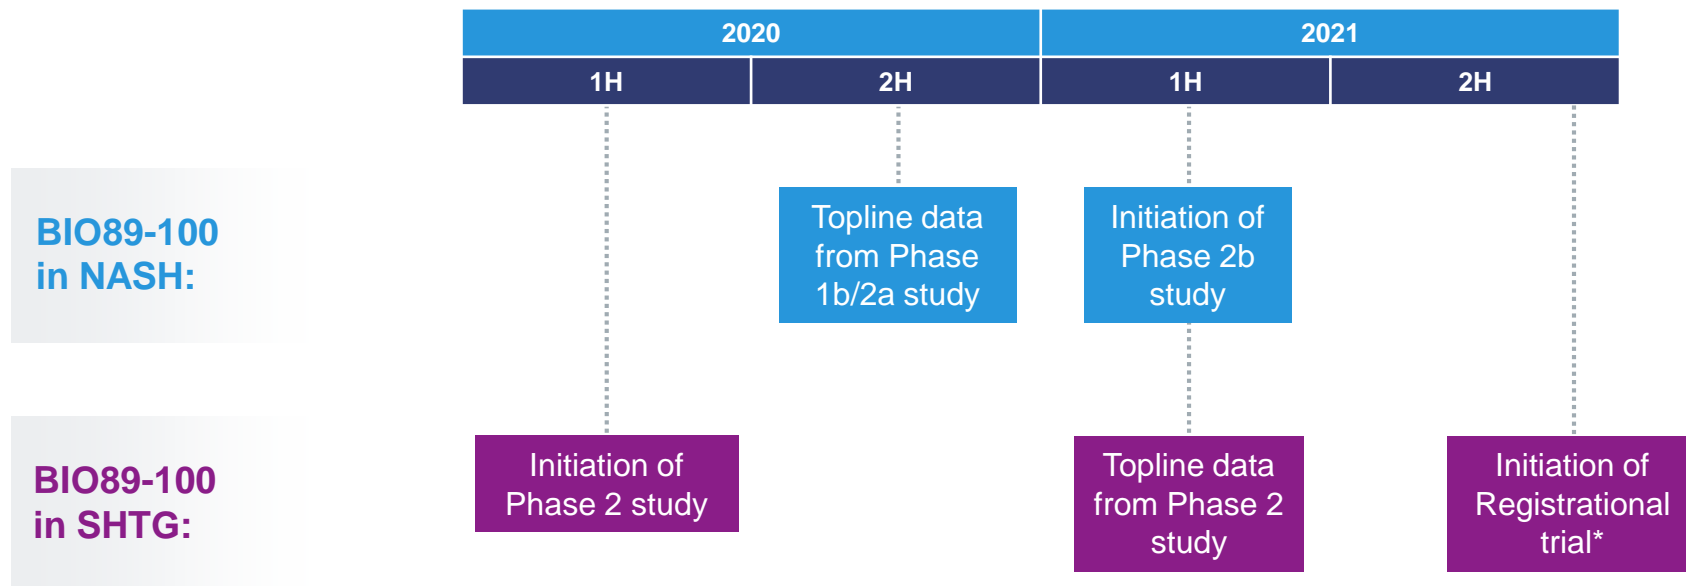 2020
2021
1H
2H
1H
2H
BIO89-100
in NASH:
Topline data
from Phase
1b/2a study
Initiation of
Phase 2b
study
BIO89-100
in SHTG:
Initiation of
Phase 2 study
Topline data
from Phase 2
study
Initiation of
Registrational
trial*